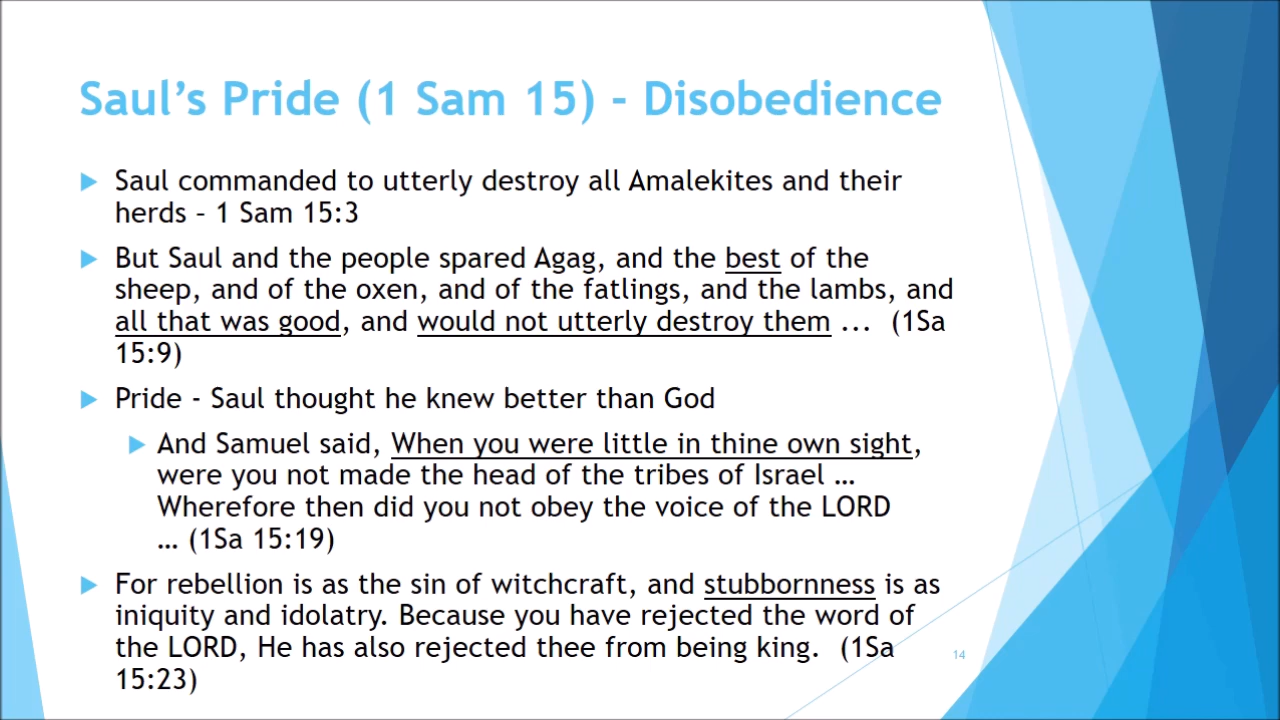 Saul’s Pride (1 Sam 15) - Disobedience
Saul commanded to utterly destroy all Amalekites and their
herds – 1 Sam 15:3
But Saul and the people spared Agag, and the best of the
sheep, and of the oxen, and of the fatlings, and the lambs, and
all that was good, and would not utterly destroy them ... (1Sa
15:9)
Pride - Saul thought he knew better than God
And Samuel said, When you were little in thine own sight,
were you not made the head of the tribes of Israel …
Wherefore then did you not obey the voice of the LORD
… (1Sa 15:19)
For rebellion is as the sin of witchcraft, and stubbornness is as
iniquity and idolatry. Because you have rejected the word of
the LORD, He has also rejected thee from being king. (1Sa
15:23)
14